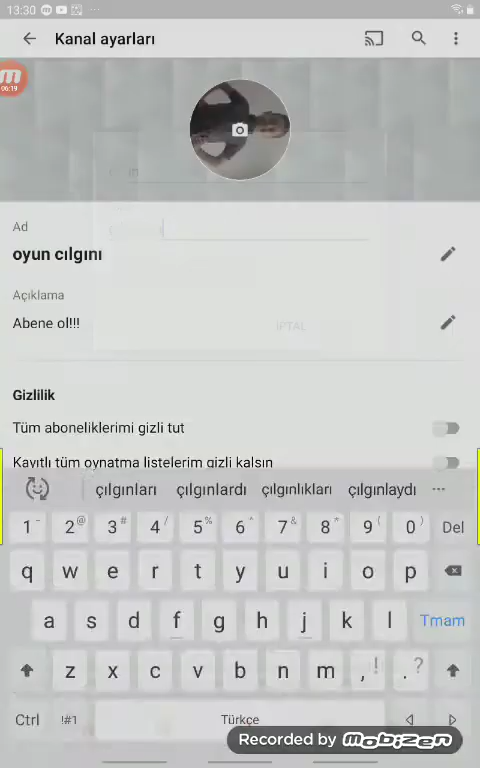 13:30
Kanal ayarları
06:19
Ad
oyun cılgını
Açıklama
Abene ol!!!
İPTAL
Gizlilik
Tüm aboneliklerimi gizli tut
Kayıtlı tüm oynatma listelerim gizli kalsın
çılgınları çılgınlardı çılgınlıkları çılgınlaydı ...
1 - 2 @ 3 # 4 / 5 % 6 ^ 7 & 8 * 9 ( 0 ) Del
q w e r t y u i o p
a s d f g h j k l Tmam
z x c v b n m , ! . ?
Ctrl !#1 Türkçe
Recorded by mobizen